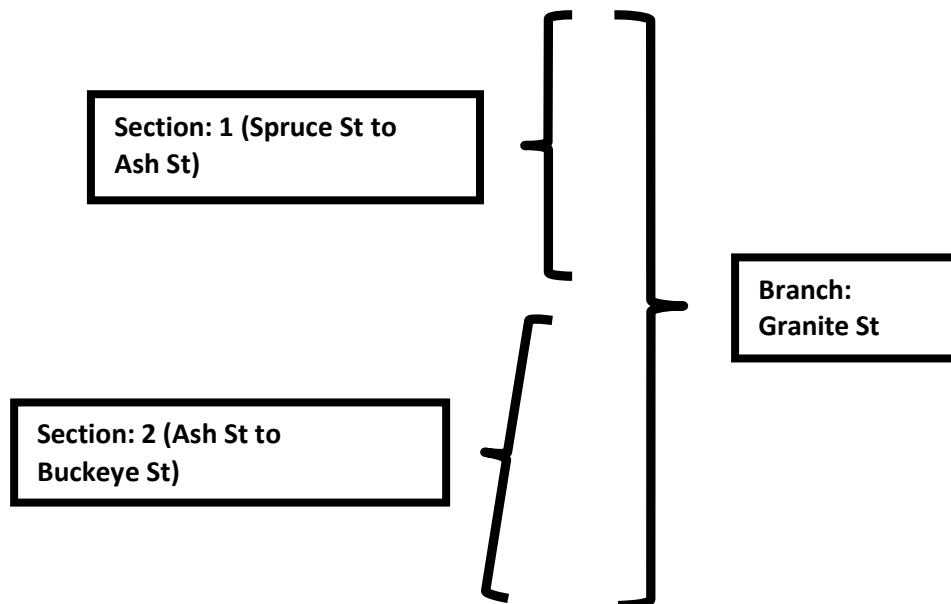 Section: 1 (Spruce St to
Ash St)
Branch:
Granite St
Section: 2 (Ash St to
Buckeye St)